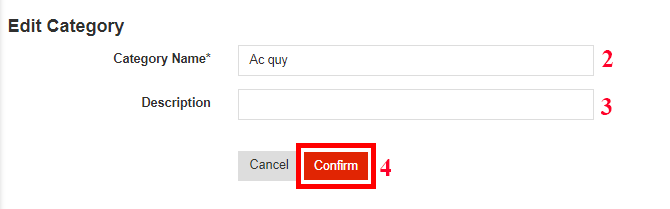 Edit Category
Category Name* Ac quy 2
Description 3
Cancel Confirm 4